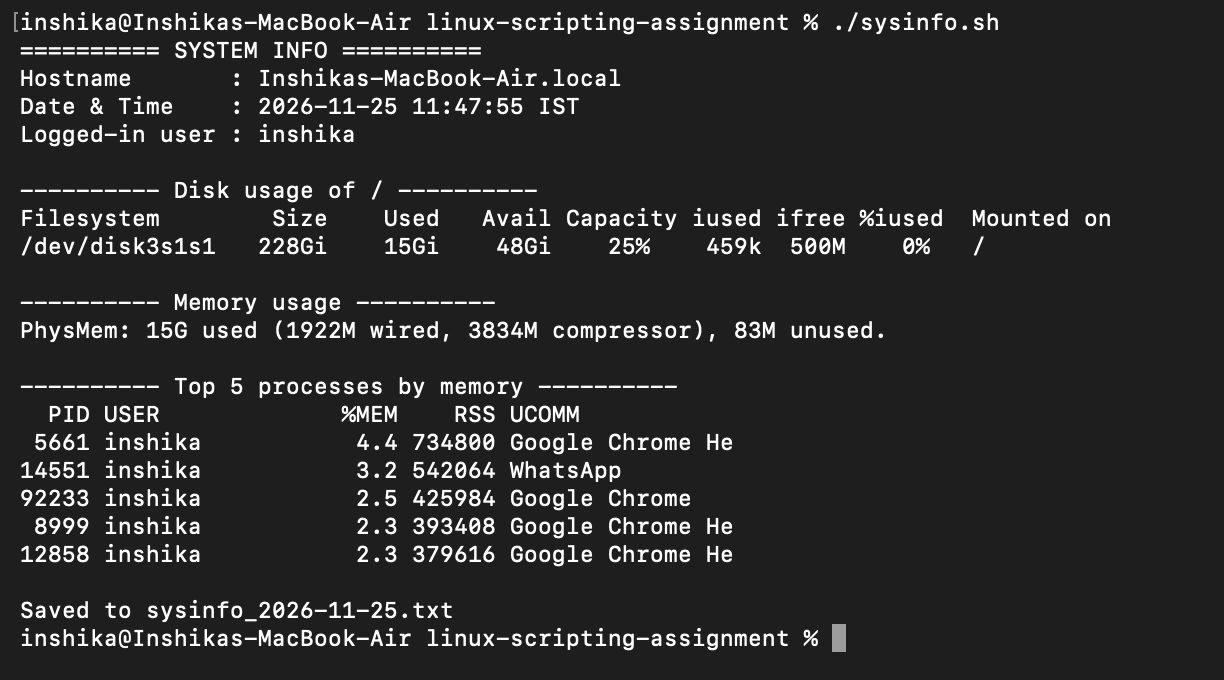 [inshika@Inshikas-MacBook-Air linux-scripting-assignment % ./sysinfo.sh
========== SYSTEM INFO ==========
Hostname       : Inshikas-MacBook-Air.local
Date & Time    : 2026-11-25 11:47:55 IST
Logged-in user : inshika

---------- Disk usage of / ----------
Filesystem        Size    Used   Avail Capacity iused ifree %iused  Mounted on
/dev/disk3s1s1   228Gi    15Gi    48Gi    25%    459k  500M    0%   /

---------- Memory usage ----------
PhysMem: 15G used (1922M wired, 3834M compressor), 83M unused.

---------- Top 5 processes by memory ----------
  PID USER             %MEM    RSS UCOMM
 5661 inshika           4.4 734800 Google Chrome He
14551 inshika           3.2 542064 WhatsApp
92233 inshika           2.5 425984 Google Chrome
 8999 inshika           2.3 393408 Google Chrome He
12858 inshika           2.3 379616 Google Chrome He

Saved to sysinfo_2026-11-25.txt
inshika@Inshikas-MacBook-Air linux-scripting-assignment %